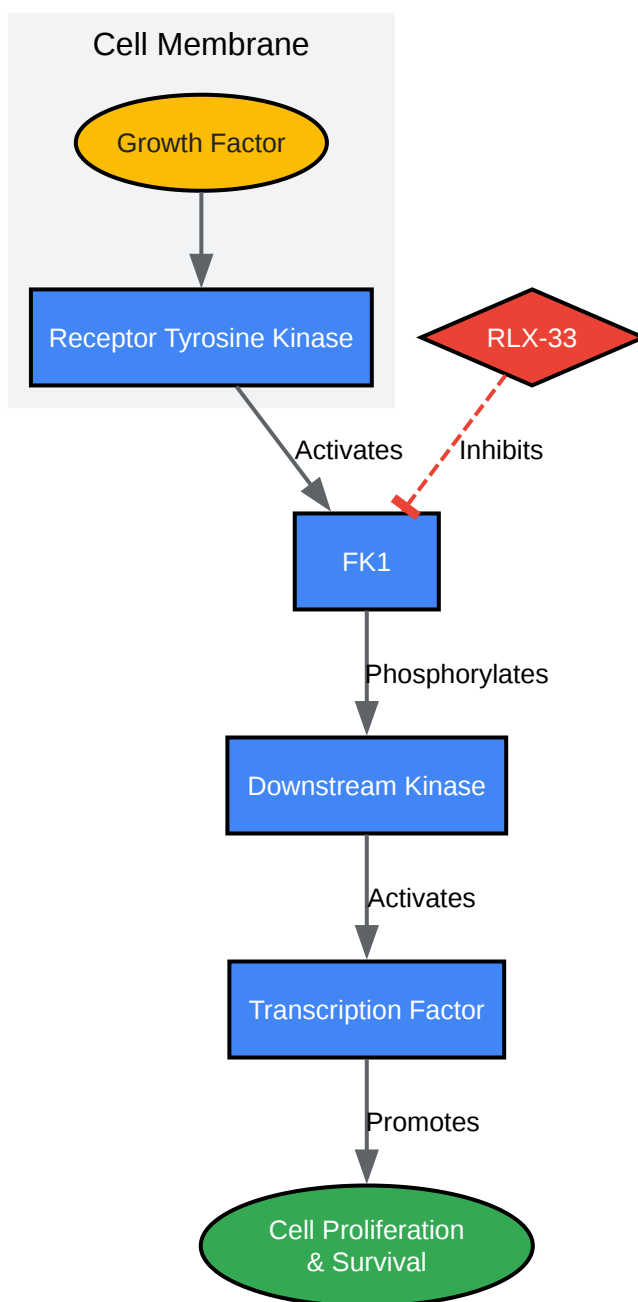 Cell Membrane
Growth Factor
Receptor Tyrosine Kinase
RLX-33
Activates
Inhibits
FK1
Phosphorylates
Downstream Kinase
Activates
Transcription Factor
Promotes
Cell Proliferation
& Survival